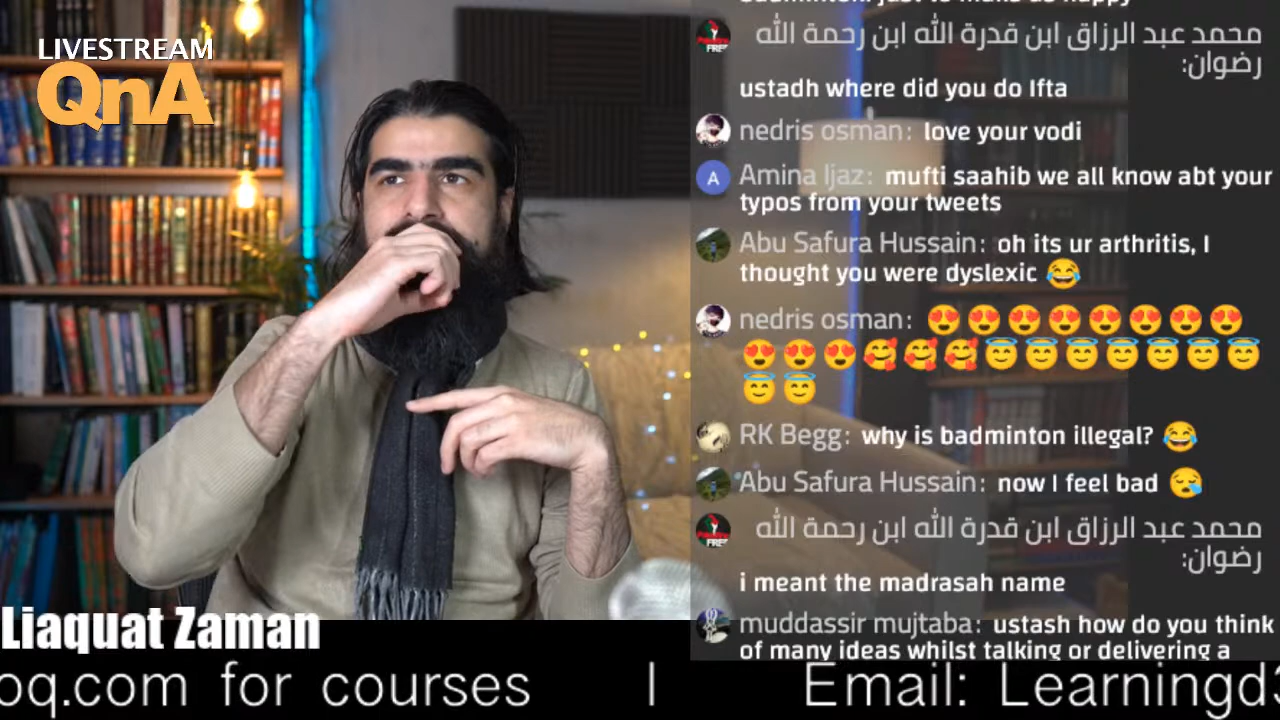 LIVESTREAM
QnA
محمد عبد الرزاق ابن قدرة الله ابن رحمة الله
رضوان:
ustadh where did you do Ifta
nedris osman: love your vodi
A Amina Ijaz: mufti saahib we all know abt your
typos from your tweets
Abu Safura Hussain: oh its ur arthritis, I
thought you were dyslexic 😂
nedris osman: 😍😍😍😍😍😍😍😍
😍😍😍🥰🥰🥰😇😇😇😇😇😇😇
😇😇
RK Begg: why is badminton illegal? 😂
Abu Safura Hussain: now I feel bad 😪
محمد عبد الرزاق ابن قدرة الله ابن رحمة الله
رضوان:
i meant the madrasah name
muddassir mujtaba: ustash how do you think
of many ideas whilst talking or delivering a
Liaquat Zaman
oq.com for courses | Email: Learningd